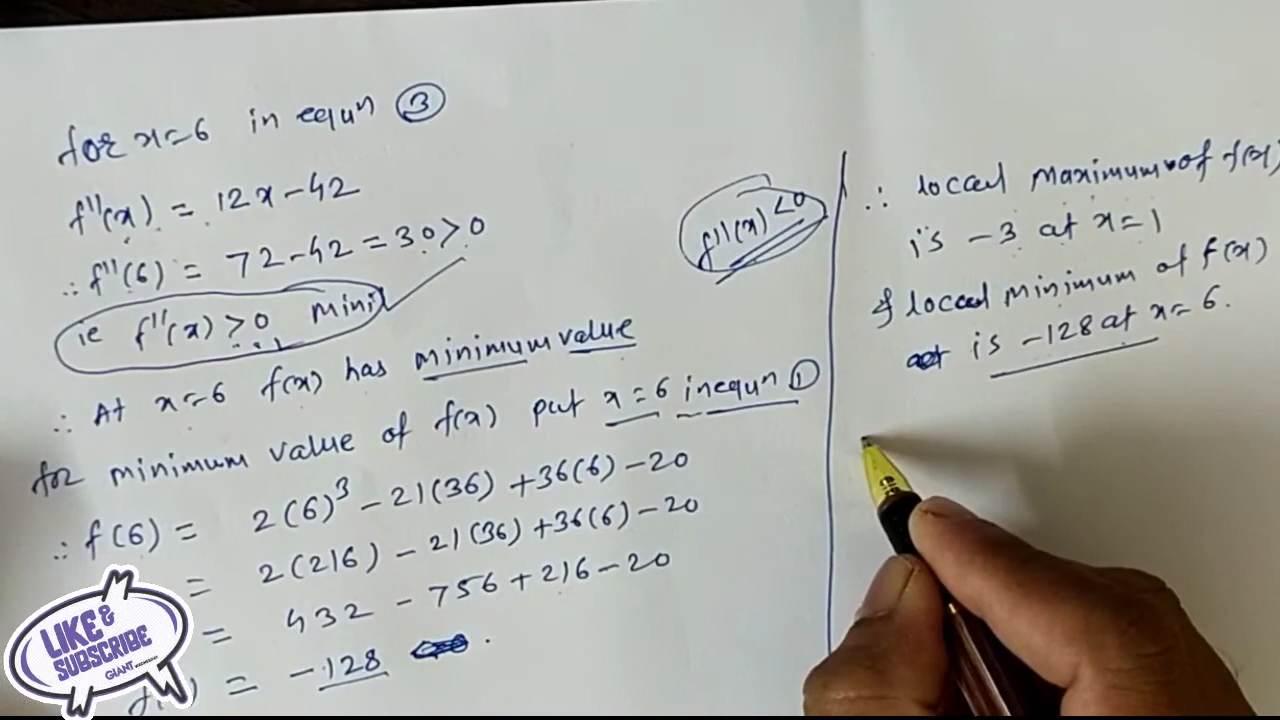 for x=6 in equn ③
f''(x) = 12x-42
∴ f''(6) = 72-42 = 30>0
ie f''(x) >0 Mini
∴ At x=6 f(x) has minimum value
for minimum value of f(x) put x=6 in equn ①
∴ f(6) = 2(6)³ - 21(36) + 36(6) - 20
= 2(216) - 21(36) + 36(6) - 20
= 432 - 756 + 216 - 20
= -128
f''(x) <0
∴ local maximum of f(x)
is -3 at x=1
& local minimum of f(x)
is -128 at x=6.
LIKE &
SUBSCRIBE
GIANT